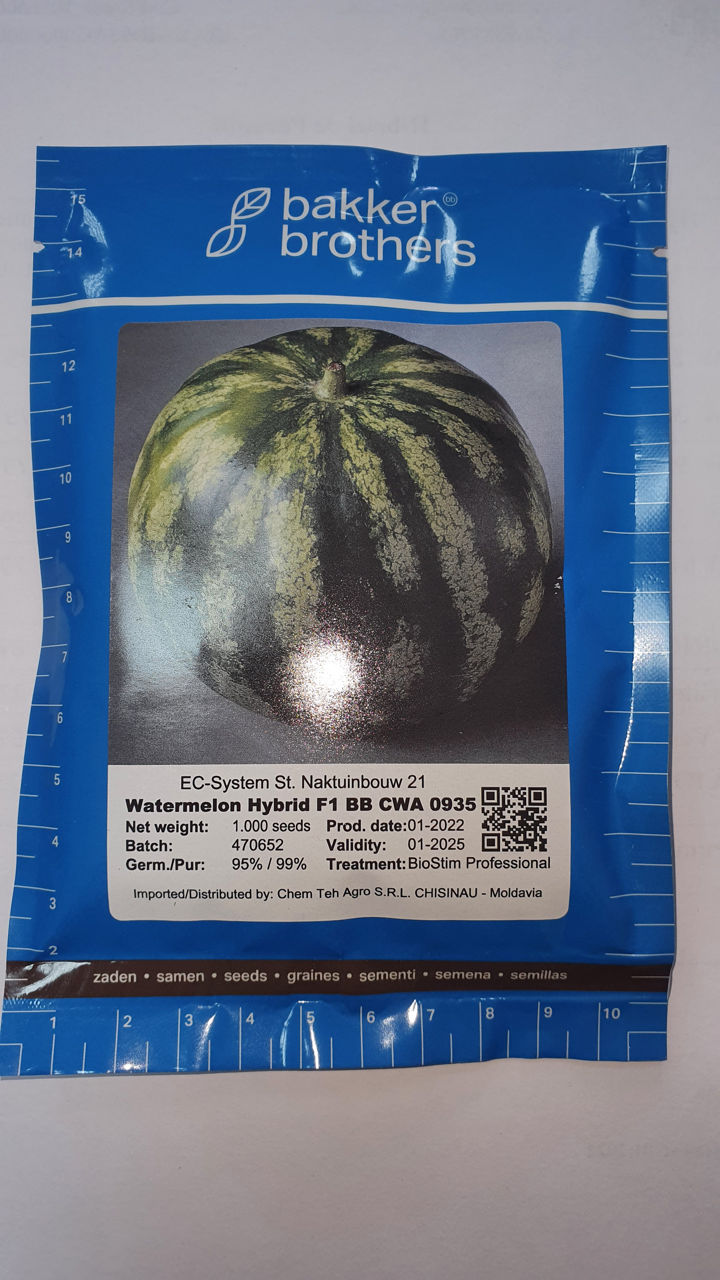 bakker bb
brothers
15
14
12
11
10
9
8
7
6
5
4
3
2
EC-System St. Naktuinbouw 21
Watermelon Hybrid F1 BB CWA 0935
Net weight: 1.000 seeds Prod. date: 01-2022
Batch: 470652 Validity: 01-2025
Germ./Pur: 95% / 99% Treatment: BioStim Professional
Imported/Distributed by: Chem Teh Agro S.R.L. CHISINAU - Moldavia
zaden • samen • seeds • graines • sementi • semena • semillas
1 2 3 4 5 6 7 8 9 10